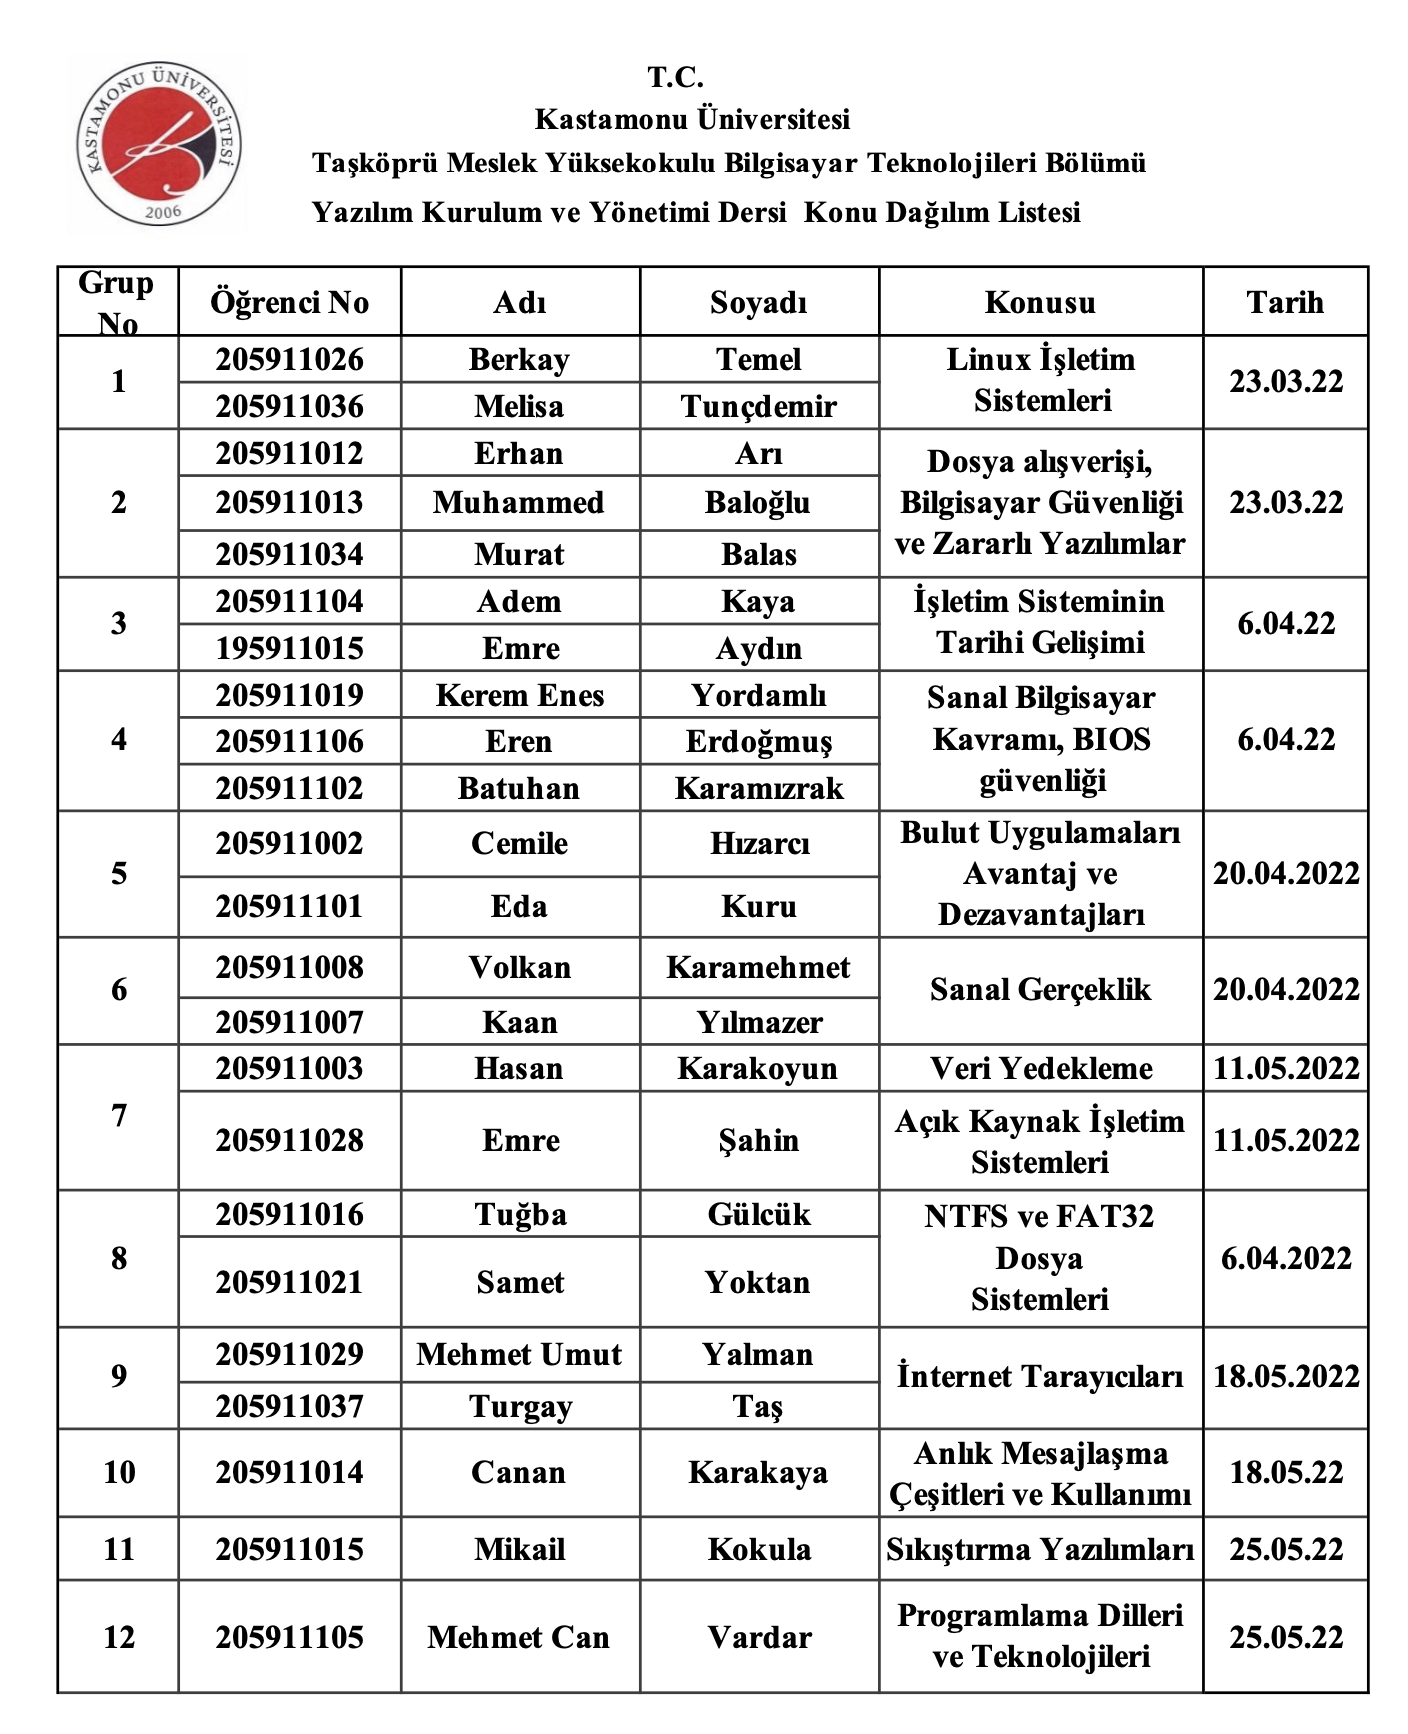 KASTAMONU ÜNİVERSİTESİ
2006
T.C.
Kastamonu Üniversitesi
Taşköprü Meslek Yüksekokulu Bilgisayar Teknolojileri Bölümü
Yazılım Kurulum ve Yönetimi Dersi Konu Dağılım Listesi
Grup No Öğrenci No Adı Soyadı Konusu Tarih
1 205911026 Berkay Temel Linux İşletim Sistemleri 23.03.22
205911036 Melisa Tunçdemir
2 205911012 Erhan Arı Dosya alışverişi, Bilgisayar Güvenliği ve Zararlı Yazılımlar 23.03.22
205911013 Muhammed Baloğlu
205911034 Murat Balas
3 205911104 Adem Kaya İşletim Sisteminin Tarihi Gelişimi 6.04.22
195911015 Emre Aydın
4 205911019 Kerem Enes Yordamlı Sanal Bilgisayar Kavramı, BIOS güvenliği 6.04.22
205911106 Eren Erdoğmuş
205911102 Batuhan Karamızrak
5 205911002 Cemile Hızarcı Bulut Uygulamaları Avantaj ve Dezavantajları 20.04.2022
205911101 Eda Kuru
6 205911008 Volkan Karamehmet Sanal Gerçeklik 20.04.2022
205911007 Kaan Yılmazer
7 205911003 Hasan Karakoyun Veri Yedekleme 11.05.2022
205911028 Emre Şahin Açık Kaynak İşletim Sistemleri 11.05.2022
8 205911016 Tuğba Gülcük NTFS ve FAT32 Dosya Sistemleri 6.04.2022
205911021 Samet Yoktan
9 205911029 Mehmet Umut Yalman İnternet Tarayıcıları 18.05.2022
205911037 Turgay Taş
10 205911014 Canan Karakaya Anlık Mesajlaşma Çeşitleri ve Kullanımı 18.05.22
11 205911015 Mikail Kokula Sıkıştırma Yazılımları 25.05.22
12 205911105 Mehmet Can Vardar Programlama Dilleri ve Teknolojileri 25.05.22